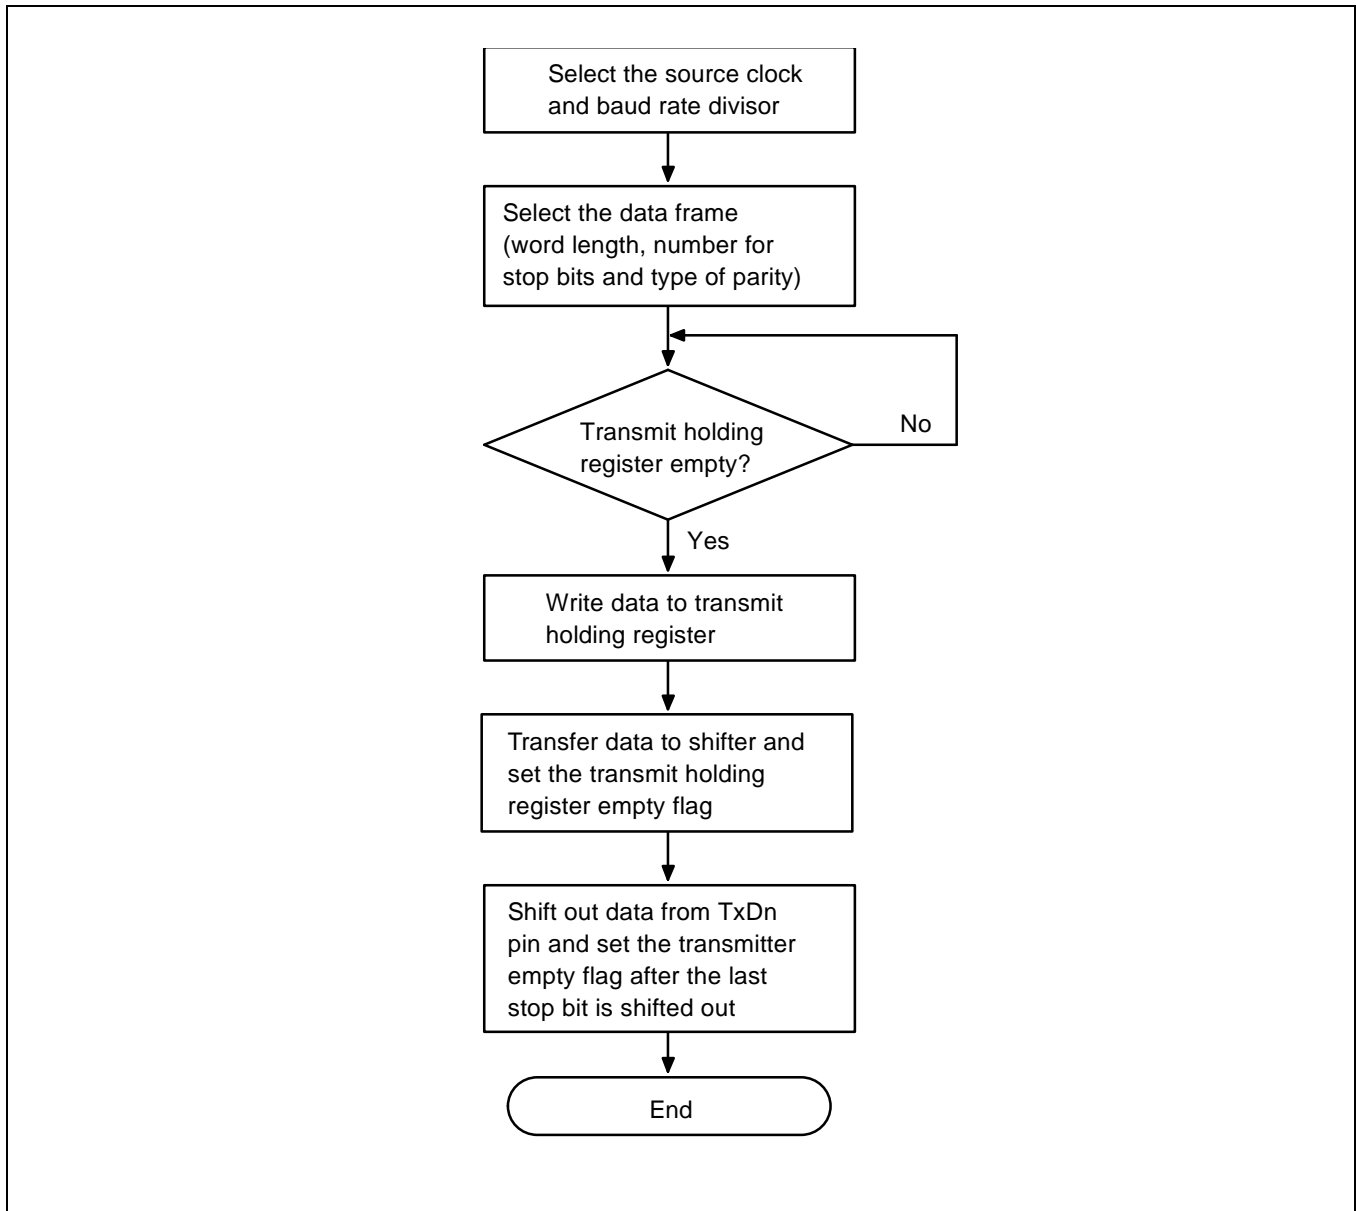 Select the source clock
and baud rate divisor
Select the data frame
(word length, number for
stop bits and type of parity)
Transmit holding
register empty?
No
Yes
Write data to transmit
holding register
Transfer data to shifter and
set the transmit holding
register empty flag
Shift out data from TxDn
pin and set the transmitter
empty flag after the last
stop bit is shifted out
End